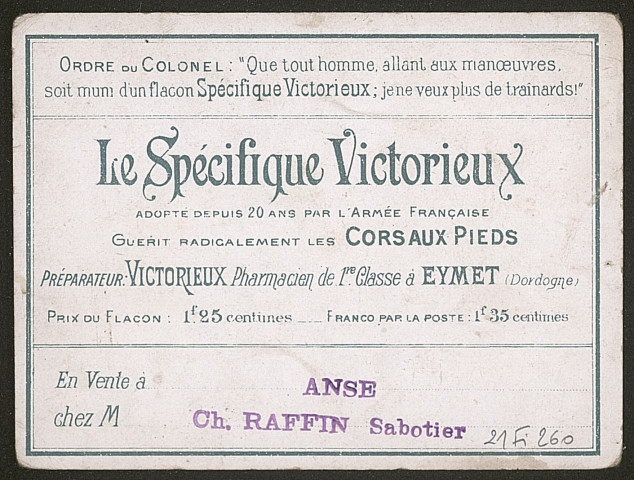 ORDRE DU COLONEL : "Que tout homme, allant aux manœuvres,
soit muni d'un flacon Spécifique Victorieux ; je ne veux plus de traînards!"
Le Spécifique Victorieux
ADOPTE DEPUIS 20 ANS PAR L'ARMÉE FRANÇAISE
GUERIT RADICALEMENT LES CORS AUX PIEDS
PRÉPARATEUR: VICTORIEUX Pharmacien de 1re Classe à EYMET (Dordogne)
PRIX DU FLACON : 1f.25 centimes ___ FRANCO PAR LA POSTE : 1f 35 centimes
En Vente à ANSE
chez M Ch. RAFFIN Sabotier
21 Fi 260